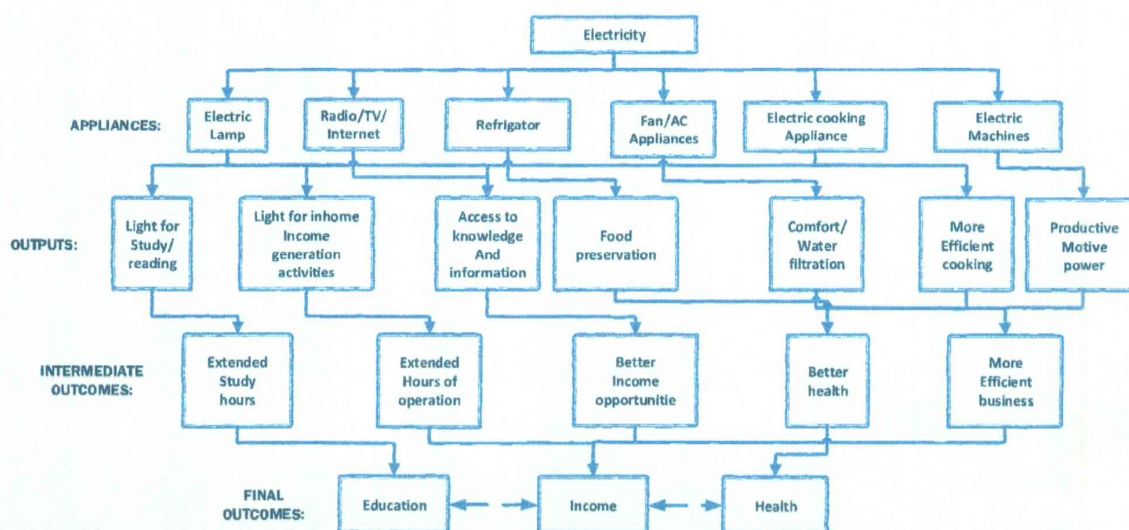 Electricity
APPLIANCES:
Electric
Lamp
Radio/TV/
Internet
Refrigator
Fan/AC
Appliances
Electric cooking
Appliance
Electric
Machines
OUTPUTS:
Light for
Study/
reading
Light for inhome
Income
generation
activities
Access to
knowledge
And
information
Food
preservation
Comfort/
Water
filtration
More
Efficient
cooking
Productive
Motive
power
INTERMEDIATE
OUTCOMES:
Extended
Study
hours
Extended
Hours of
operation
Better
Income
opportunitie
Better
health
More
Efficient
business
FINAL
OUTCOMES:
Education
Income
Health